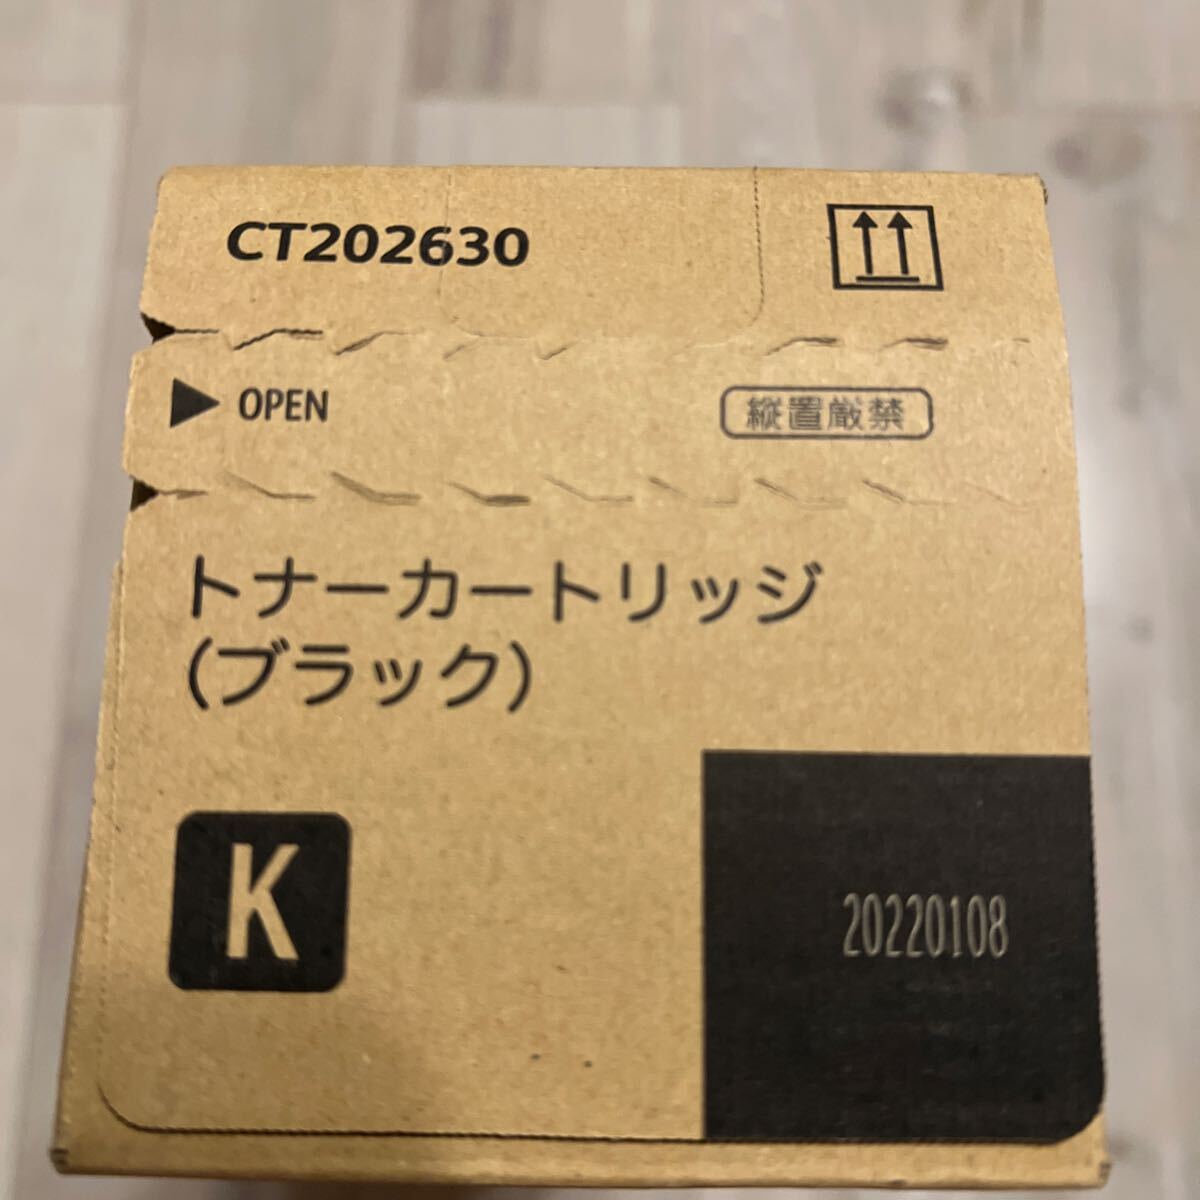 CT202630
OPEN
縦置厳禁
トナーカートリッジ
(ブラック)
K
20220108